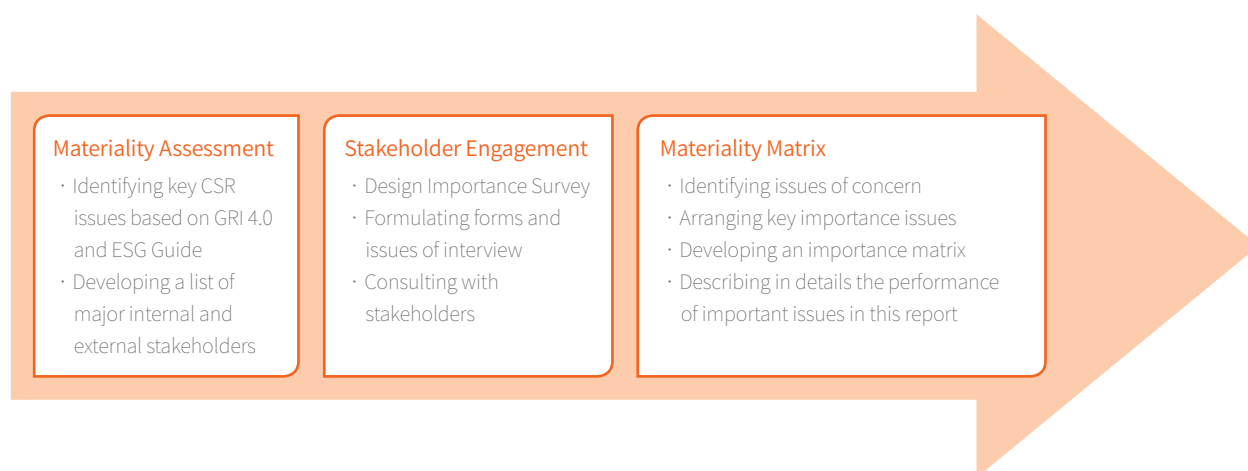 Materiality Assessment
· Identifying key CSR
issues based on GRI 4.0
and ESG Guide
· Developing a list of
major internal and
external stakeholders
Stakeholder Engagement
· Design Importance Survey
· Formulating forms and
issues of interview
· Consulting with
stakeholders
Materiality Matrix
· Identifying issues of concern
· Arranging key importance issues
· Developing an importance matrix
· Describing in details the performance
of important issues in this report